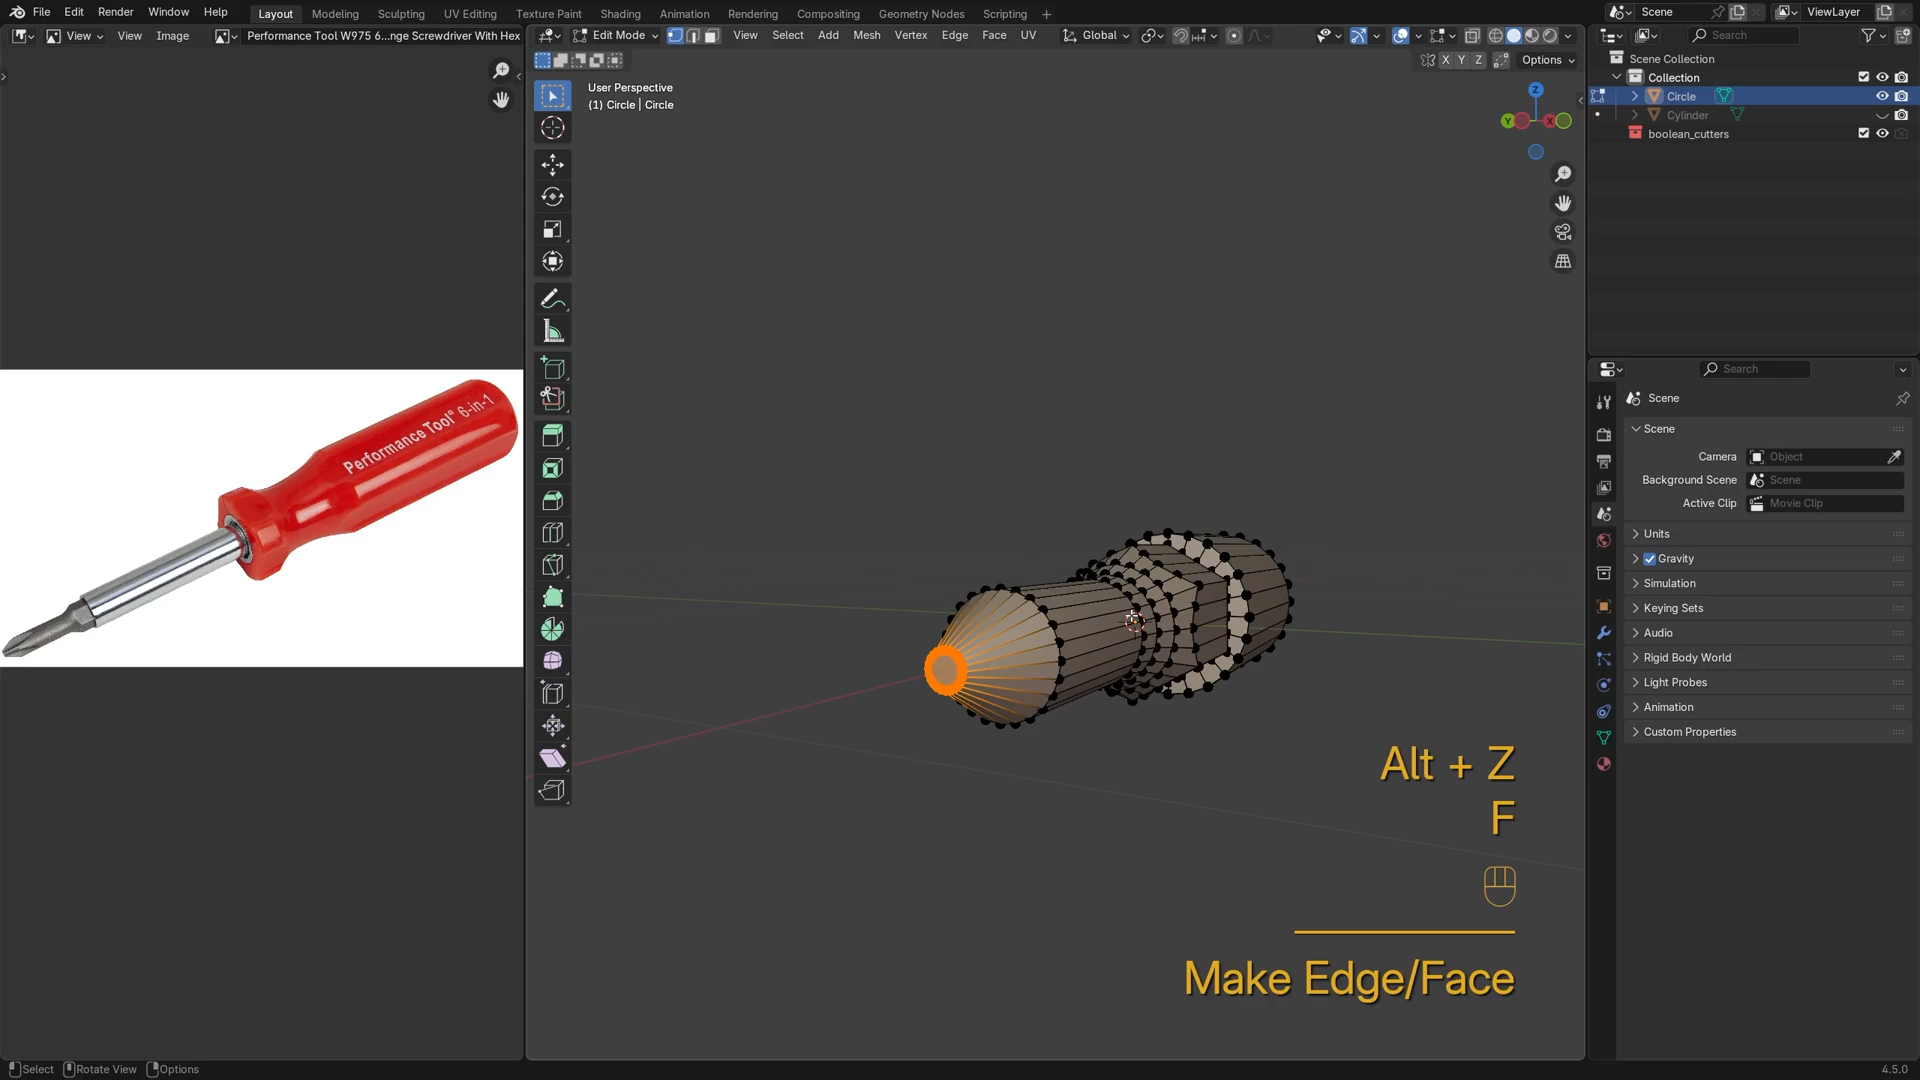 File Edit Render Window Help Layout Modeling Sculpting UV Editing Texture Paint Shading Animation Rendering Compositing Geometry Nodes Scripting + Scene ViewLayer
View View Image Performance Tool W975 6...nge Screwdriver With Hex Edit Mode View Select Add Mesh Vertex Edge Face UV Global Search
X Y Z Options
User Perspective
(1) Circle | Circle
Scene Collection
Collection
Circle
Cylinder
boolean_cutters
Z
Y
X
Search
Scene
Scene
Camera Object
Background Scene Scene
Active Clip Movie Clip
Units
Gravity
Simulation
Keying Sets
Audio
Rigid Body World
Light Probes
Animation
Custom Properties
Performance Tool® 6-in-1
Alt + Z
F
Make Edge/Face
Select Rotate View Options 4.5.0